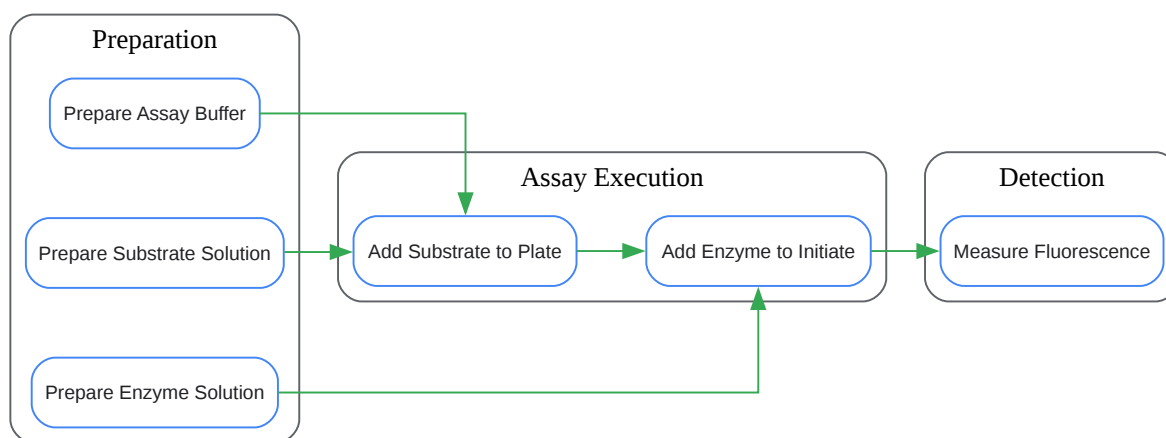 Preparation
Prepare Assay Buffer
Prepare Substrate Solution
Prepare Enzyme Solution
Assay Execution
Add Substrate to Plate
Add Enzyme to Initiate
Detection
Measure Fluorescence